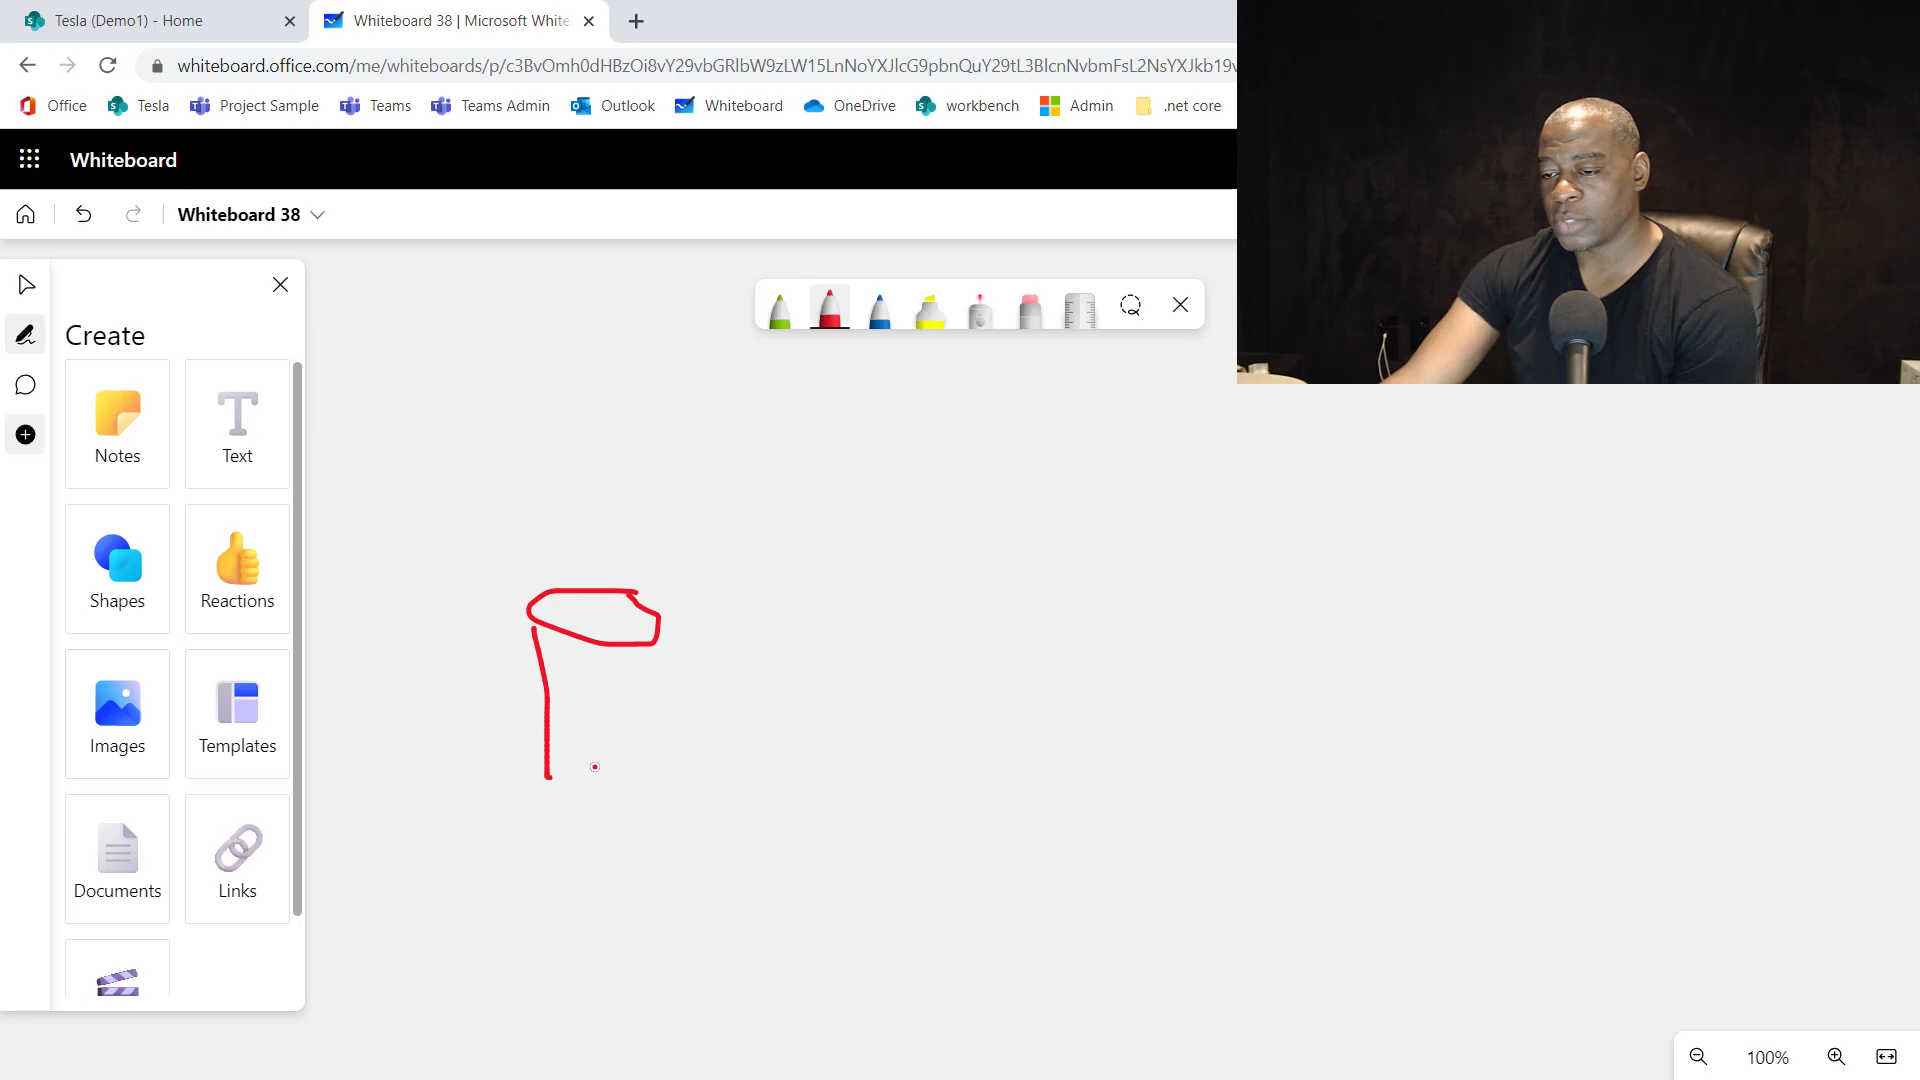 Tesla (Demo1) - Home
Whiteboard 38 | Microsoft White
whiteboard.office.com/me/whiteboards/p/c3BvOmh0dHBzOi8vY29vbGRlbW9zLW15LnNoYXJlcG9pbnQuY29tL3BlcnNvbmFsL2NsYXJkb19v
Office
Tesla
Project Sample
Teams
Teams Admin
Outlook
Whiteboard
OneDrive
workbench
Admin
.net core
Whiteboard
Whiteboard 38
Create
Notes
Text
Shapes
Reactions
Images
Templates
Documents
Links
100%